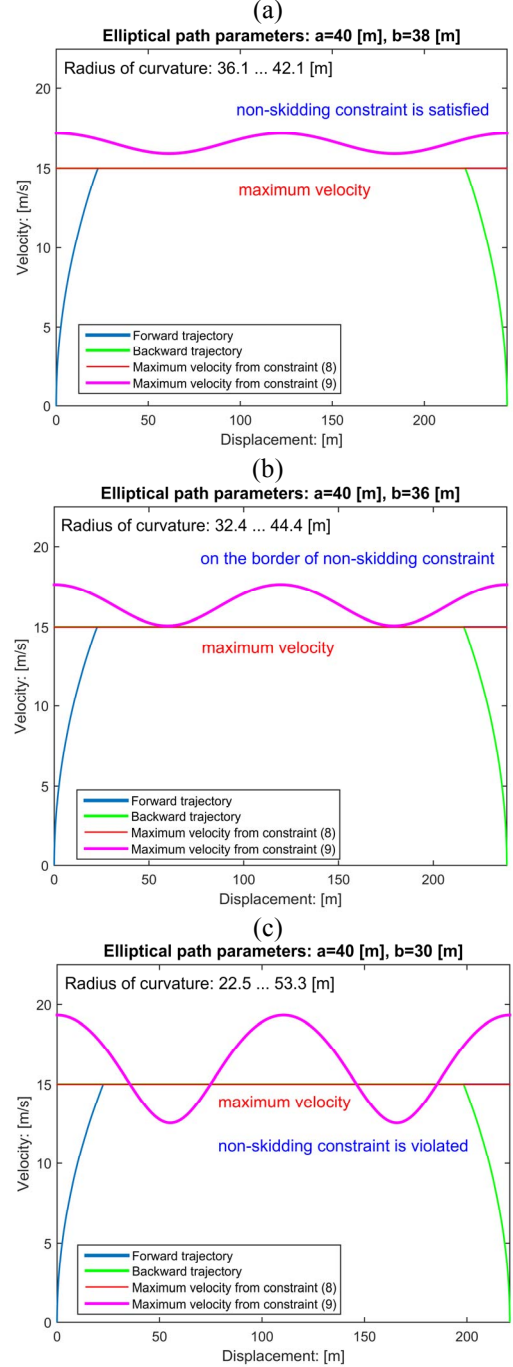 (a)
Elliptical path parameters: a=40 [m], b=38 [m]
Radius of curvature: 36.1 ... 42.1 [m]
non-skidding constraint is satisfied
maximum velocity
Velocity: [m/s]
20
15
10
5
0
Forward trajectory
Backward trajectory
Maximum velocity from constraint (8)
Maximum velocity from constraint (9)
0 50 100 150 200
Displacement: [m]
(b)
Elliptical path parameters: a=40 [m], b=36 [m]
Radius of curvature: 32.4 ... 44.4 [m]
on the border of non-skidding constraint
maximum velocity
Velocity: [m/s]
20
15
10
5
0
Forward trajectory
Backward trajectory
Maximum velocity from constraint (8)
Maximum velocity from constraint (9)
0 50 100 150 200
Displacement: [m]
(c)
Elliptical path parameters: a=40 [m], b=30 [m]
Radius of curvature: 22.5 ... 53.3 [m]
maximum velocity
non-skidding constraint is violated
Velocity: [m/s]
20
15
10
5
0
Forward trajectory
Backward trajectory
Maximum velocity from constraint (8)
Maximum velocity from constraint (9)
0 50 100 150 200
Displacement: [m]